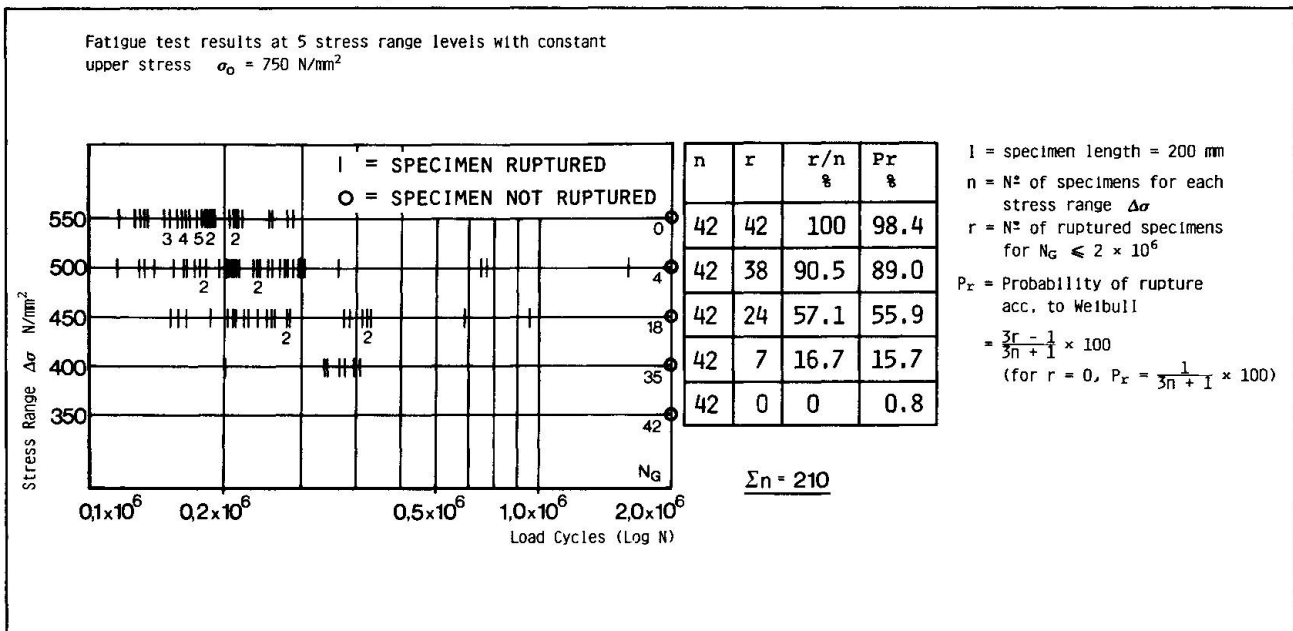 Fatigue test results at 5 stress range levels with constant
upper stress σo = 750 N/mm²
| = SPECIMEN RUPTURED
O = SPECIMEN NOT RUPTURED
Stress Range Δσ N/mm²
550
3 4 5 2 2
0
500
2 2
4
450
2 2
18
400
35
350
42
NG
0,1x10⁶ 0,2x10⁶ 0,5x10⁶ 1,0x10⁶ 2,0x10⁶
Load Cycles (Log N)
n r r/n % Pr %
42 42 100 98.4
42 38 90.5 89.0
42 24 57.1 55.9
42 7 16.7 15.7
42 0 0 0.8
Σn = 210
l = specimen length = 200 mm
n = Nº of specimens for each
stress range Δσ
r = Nº of ruptured specimens
for NG ⩽ 2 × 10⁶
Pr = Probability of rupture
acc. to Weibull
= 3r - 1 / 3n + 1 × 100
(for r = 0, Pr = 1 / 3n + 1 × 100)